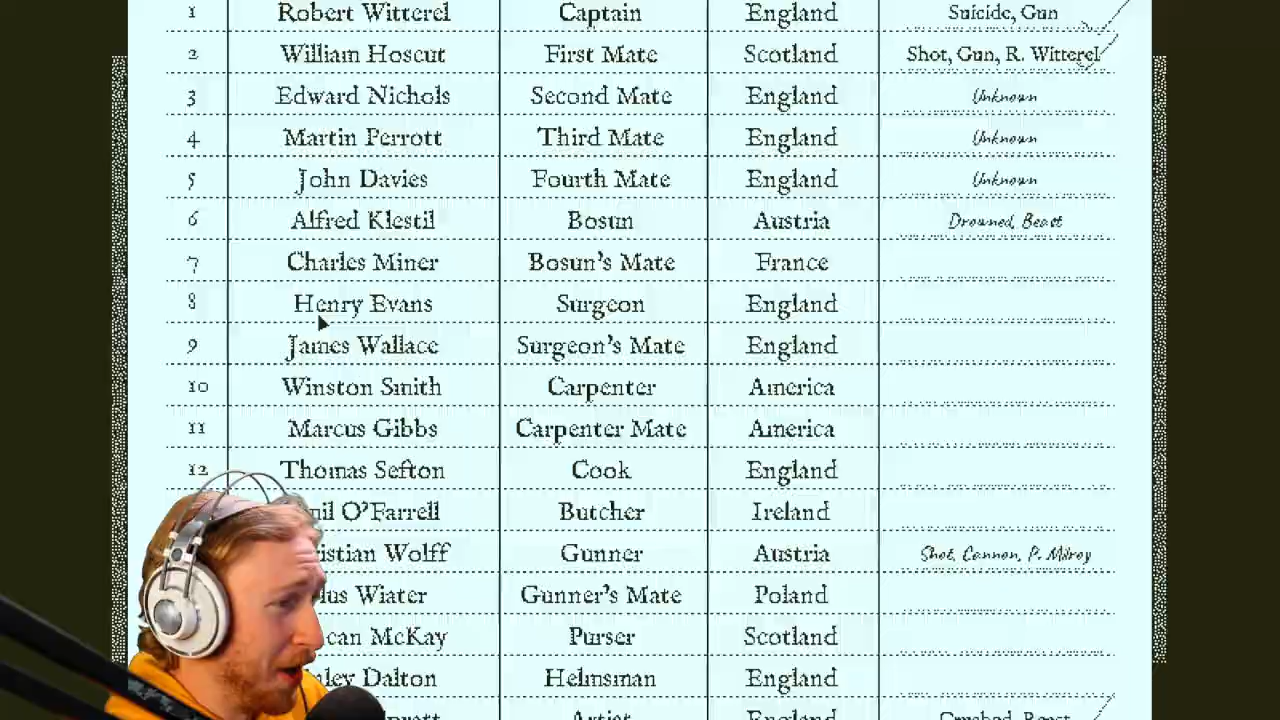 1 Robert Witterel Captain England Suicide, Gun
2 William Hoscut First Mate Scotland Shot, Gun, R. Witterel
3 Edward Nichols Second Mate England Unknown
4 Martin Perrott Third Mate England Unknown
5 John Davies Fourth Mate England Unknown
6 Alfred Klestil Bosun Austria Drowned, Beast
7 Charles Miner Bosun's Mate France
8 Henry Evans Surgeon England
9 James Wallace Surgeon's Mate England
10 Winston Smith Carpenter America
11 Marcus Gibbs Carpenter Mate America
12 Thomas Sefton Cook England
O'Farrell Butcher Ireland
Wolff Gunner Austria Shot, Cannon, P. Milroy
Wiater Gunner's Mate Poland
McKay Purser Scotland
Dalton Helmsman England
Artist England Crushed, Beast